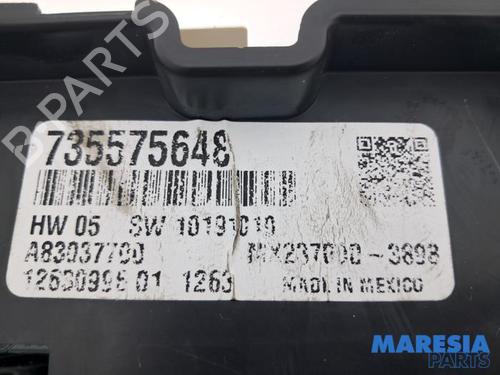 B-PARTS
735575648
HW 05 SW 10191010
A83037700 MX237000-3898
12630995 01 1263
MADE IN MEXICO
MARESIA
PARTS